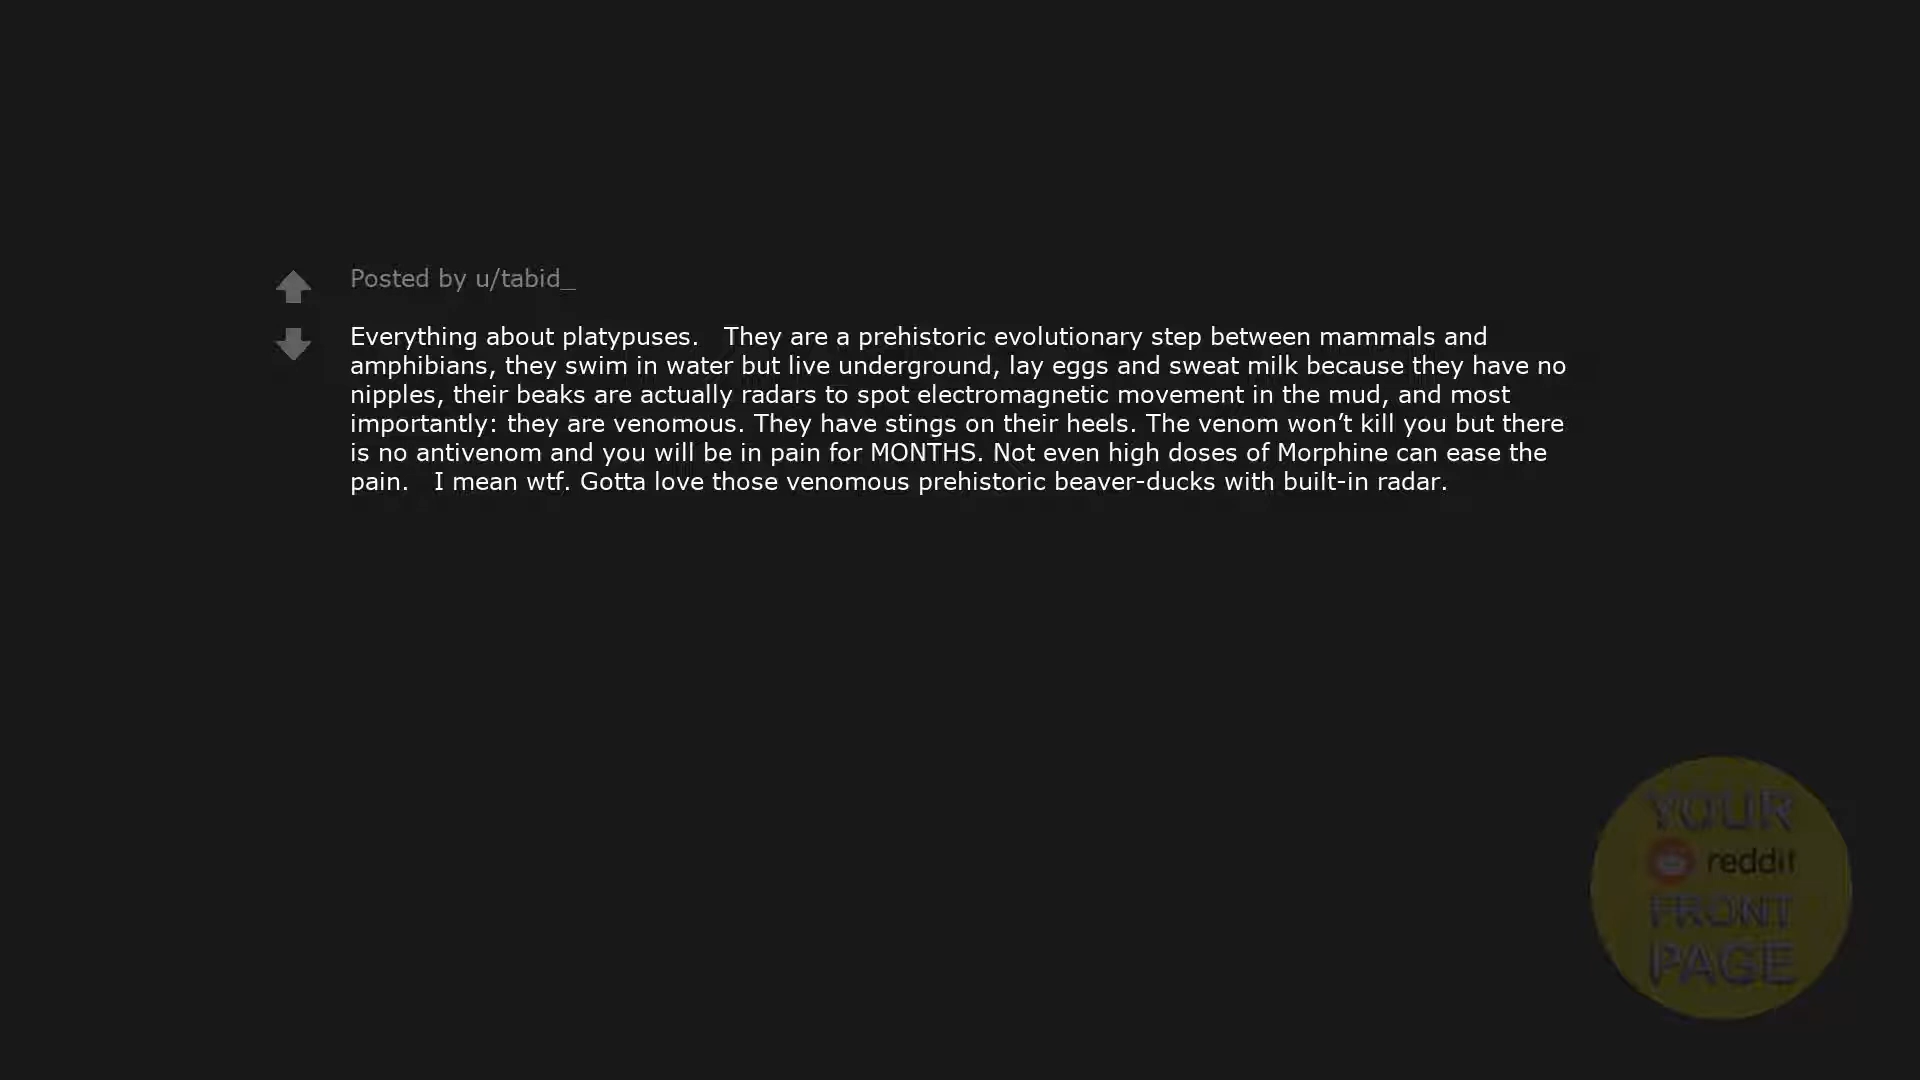 Posted by u/tabid_
Everything about platypuses.   They are a prehistoric evolutionary step between mammals and
amphibians, they swim in water but live underground, lay eggs and sweat milk because they have no
nipples, their beaks are actually radars to spot electromagnetic movement in the mud, and most
importantly: they are venomous. They have stings on their heels. The venom won’t kill you but there
is no antivenom and you will be in pain for MONTHS. Not even high doses of Morphine can ease the
pain.   I mean wtf. Gotta love those venomous prehistoric beaver-ducks with built-in radar.
YOUR
reddit
FRONT
PAGE